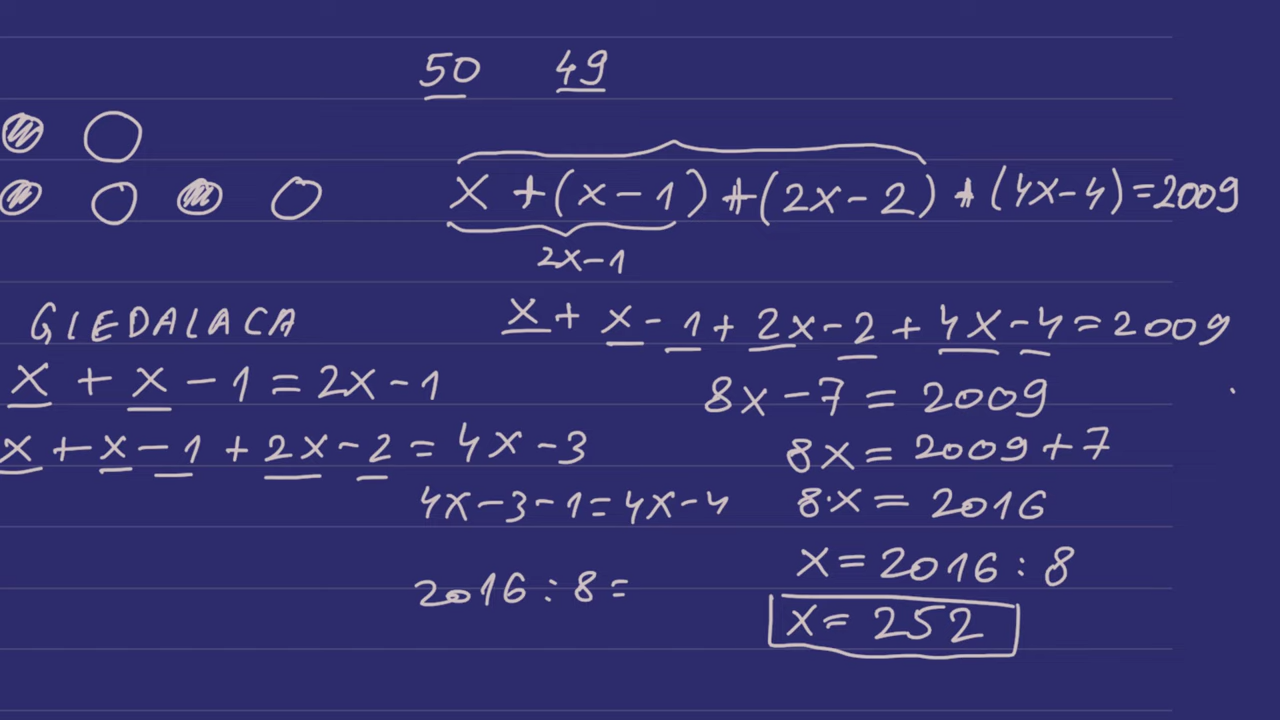 50 49
x + (x - 1) + (2x - 2) + (4x - 4) = 2009
2x - 1
GLEDALACA
x + x - 1 = 2x - 1
x + x - 1 + 2x - 2 = 4x - 3
4x - 3 - 1 = 4x - 4
2016 : 8 =
x + x - 1 + 2x - 2 + 4x - 4 = 2009
8x - 7 = 2009
8x = 2009 + 7
8·x = 2016
x = 2016 : 8
x = 252